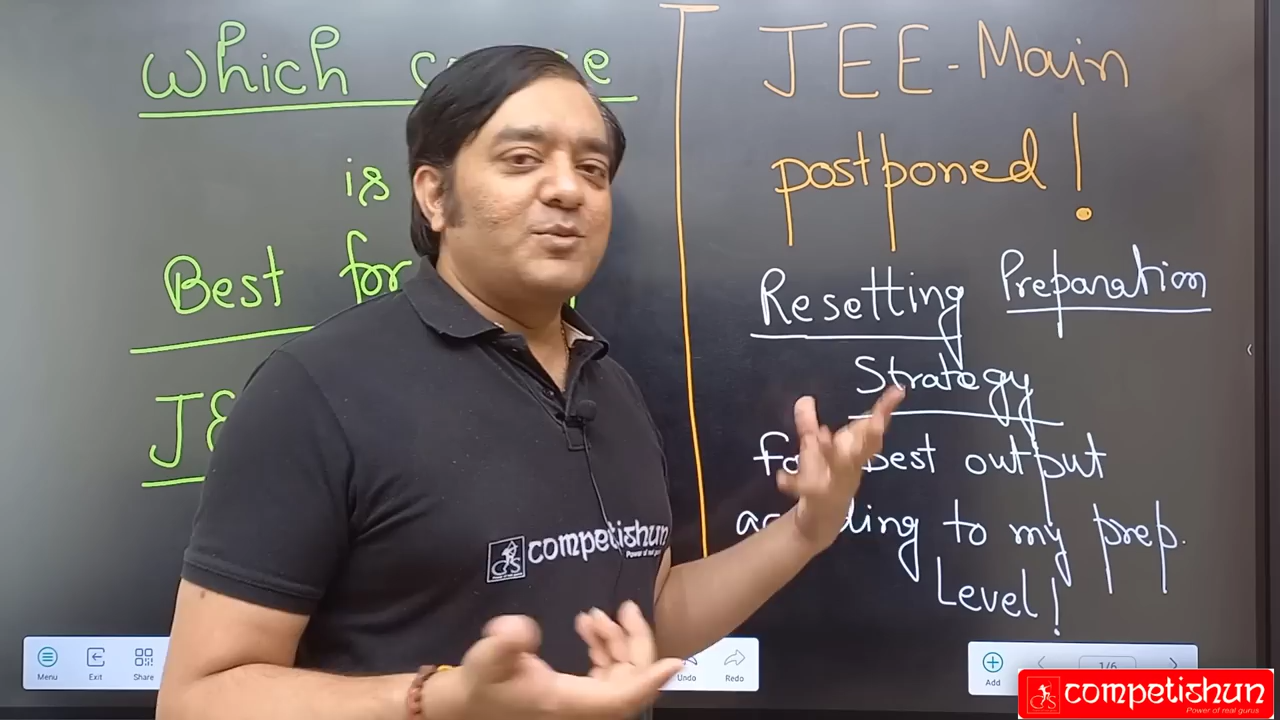 Which
is
Best for
JEE-Main
postponed!
Resetting Preparation
Strategy
best output
to my prep.
Level!
competishun
Power of real gurus
Menu
Exit
Share
Undo
Redo
Add
1/6
competishun
Power of real gurus